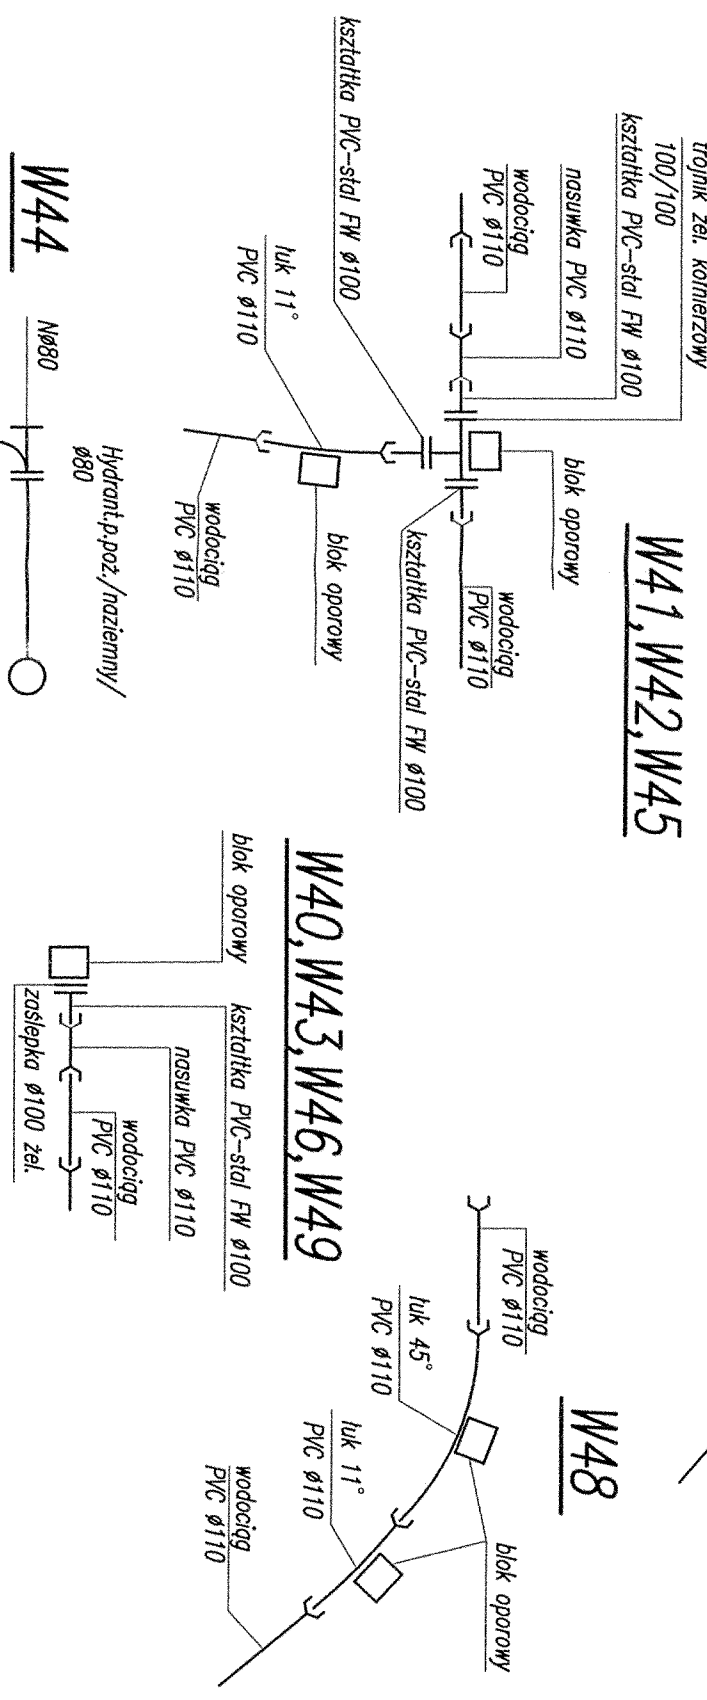 W41,W42,W45
trójnik żel. kołnierzowy
100/100
kształtka PVC-stal FW ø100
nasuwka PVC ø110
wodociąg
PVC ø110
blok oporowy
wodociąg
PVC ø110
kształtka PVC-stal FW ø100
kształtka PVC-stal FW ø100
łuk 11°
PVC ø110
blok oporowy
wodociąg
PVC ø110
W44
Nø80
Hydrant.p.poż./naziemny/
ø80
W40,W43,W46,W49
blok oporowy
kształtka PVC-stal FW ø100
nasuwka PVC ø110
wodociąg
PVC ø110
zaślepka ø100 żel.
W48
wodociąg
PVC ø110
łuk 45°
PVC ø110
łuk 11°
PVC ø110
blok oporowy
wodociąg
PVC ø110